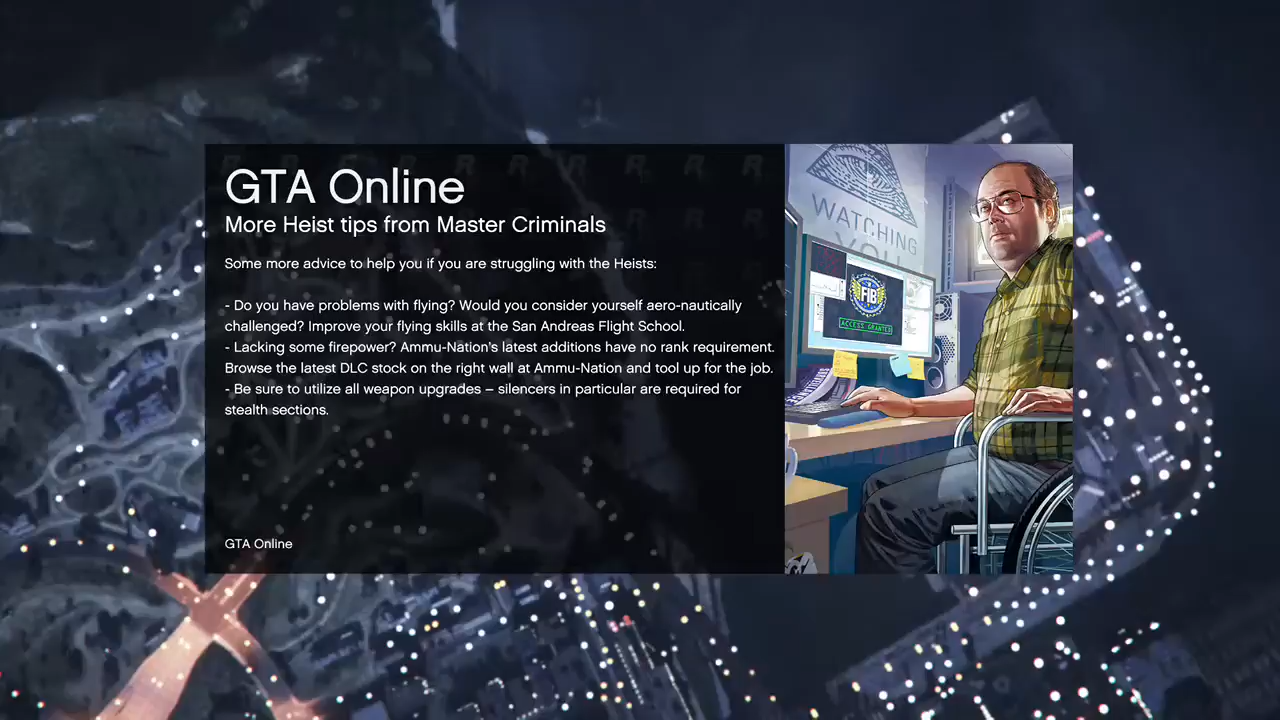 GTA Online
More Heist tips from Master Criminals
Some more advice to help you if you are struggling with the Heists:
- Do you have problems with flying? Would you consider yourself aero-nautically
challenged? Improve your flying skills at the San Andreas Flight School.
- Lacking some firepower? Ammu-Nation's latest additions have no rank requirement.
Browse the latest DLC stock on the right wall at Ammu-Nation and tool up for the job.
- Be sure to utilize all weapon upgrades – silencers in particular are required for
stealth sections.
GTA Online
WATCHING
YOU
FIB
ACCESS GRANTED